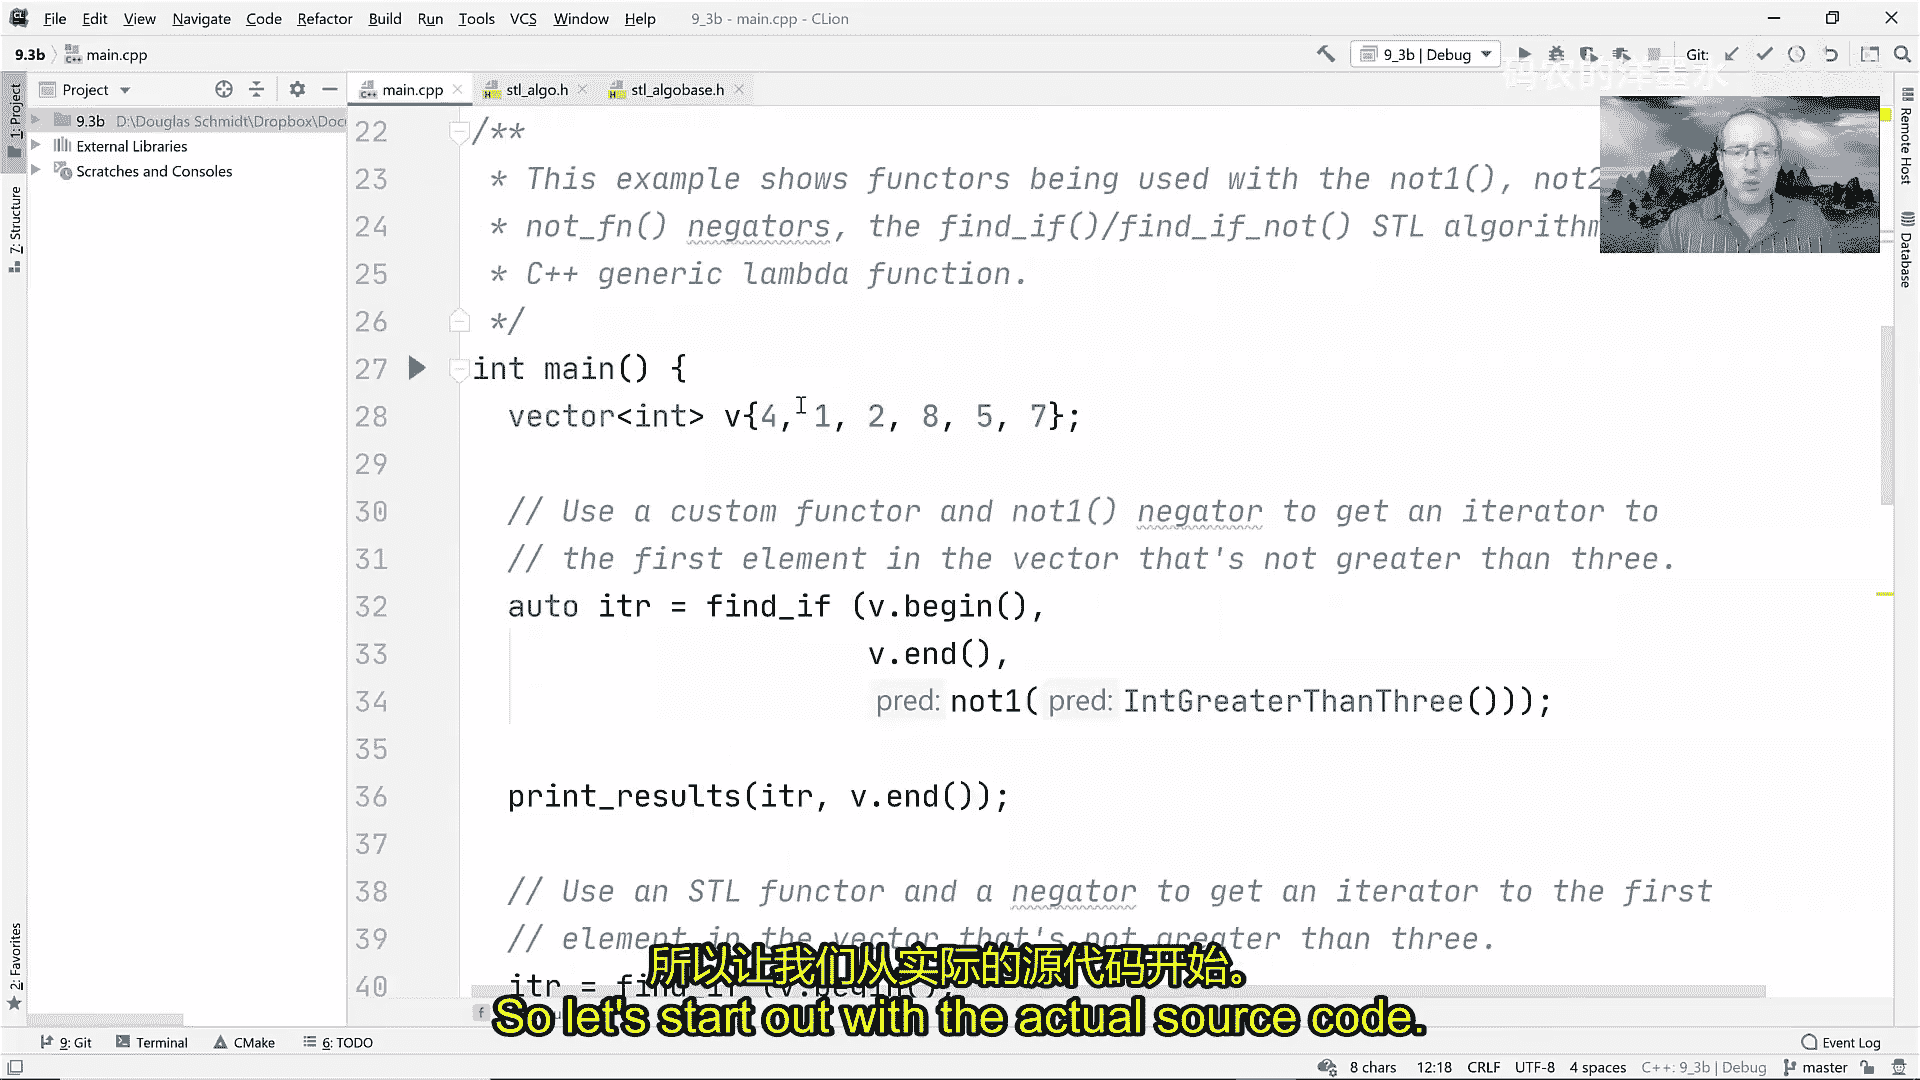 File Edit View Navigate Code Refactor Build Run Tools VCS Window Help 9_3b - main.cpp - CLion
9.3b main.cpp 9_3b | Debug Git:
码农的洋墨水
Project main.cpp stl_algo.h stl_algobase.h
1: Project
Z: Structure
2: Favorites
Remote Host
Database
9.3b D:\Douglas Schmidt\Dropbox\Doc
External Libraries
Scratches and Consoles
22 /**
23 * This example shows functors being used with the not1(), not2
24 * not_fn() negators, the find_if()/find_if_not() STL algorithm
25 * C++ generic lambda function.
26 */
27 int main() {
28 vector<int> v{4, 1, 2, 8, 5, 7};
29
30 // Use a custom functor and not1() negator to get an iterator to
31 // the first element in the vector that's not greater than three.
32 auto itr = find_if (v.begin(),
33 v.end(),
34 pred: not1( pred: IntGreaterThanThree()));
35
36 print_results(itr, v.end());
37
38 // Use an STL functor and a negator to get an iterator to the first
39 // element in the vector that's not greater than three.
40 itr = find_if (v.begin(),
所以让我们从实际的源代码开始。
So let's start out with the actual source code.
9: Git Terminal CMake 6: TODO Event Log
8 chars 12:18 CRLF UTF-8 4 spaces C++: 9_3b | Debug master